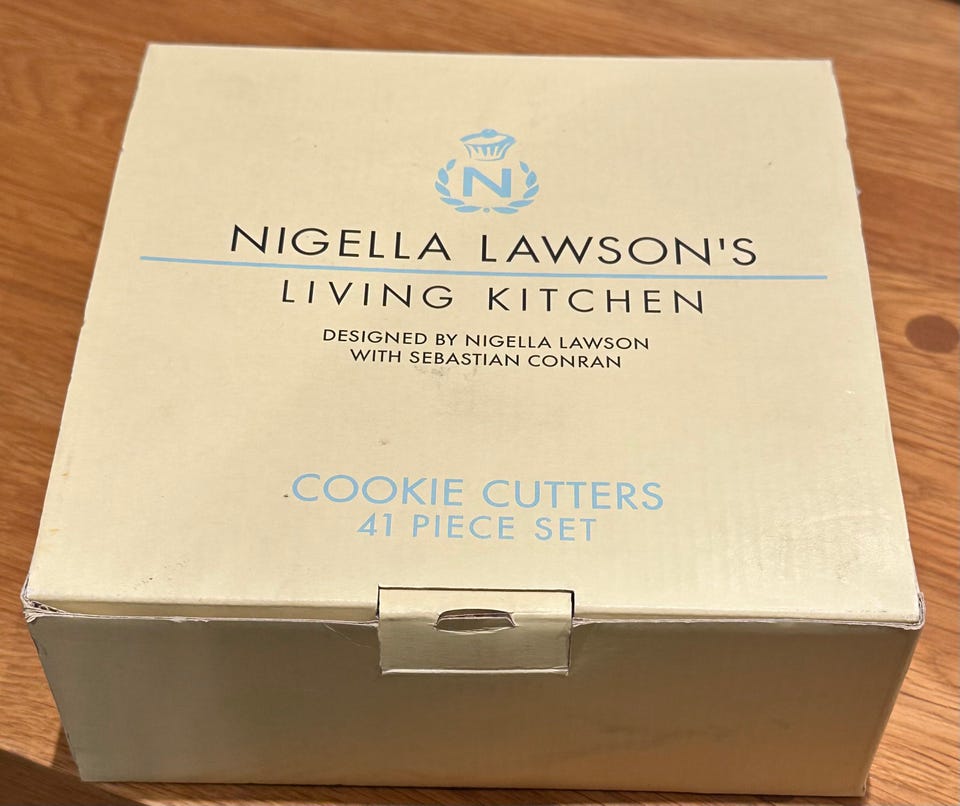 N
NIGELLA LAWSON'S
LIVING KITCHEN
DESIGNED BY NIGELLA LAWSON
WITH SEBASTIAN CONRAN
COOKIE CUTTERS
41 PIECE SET